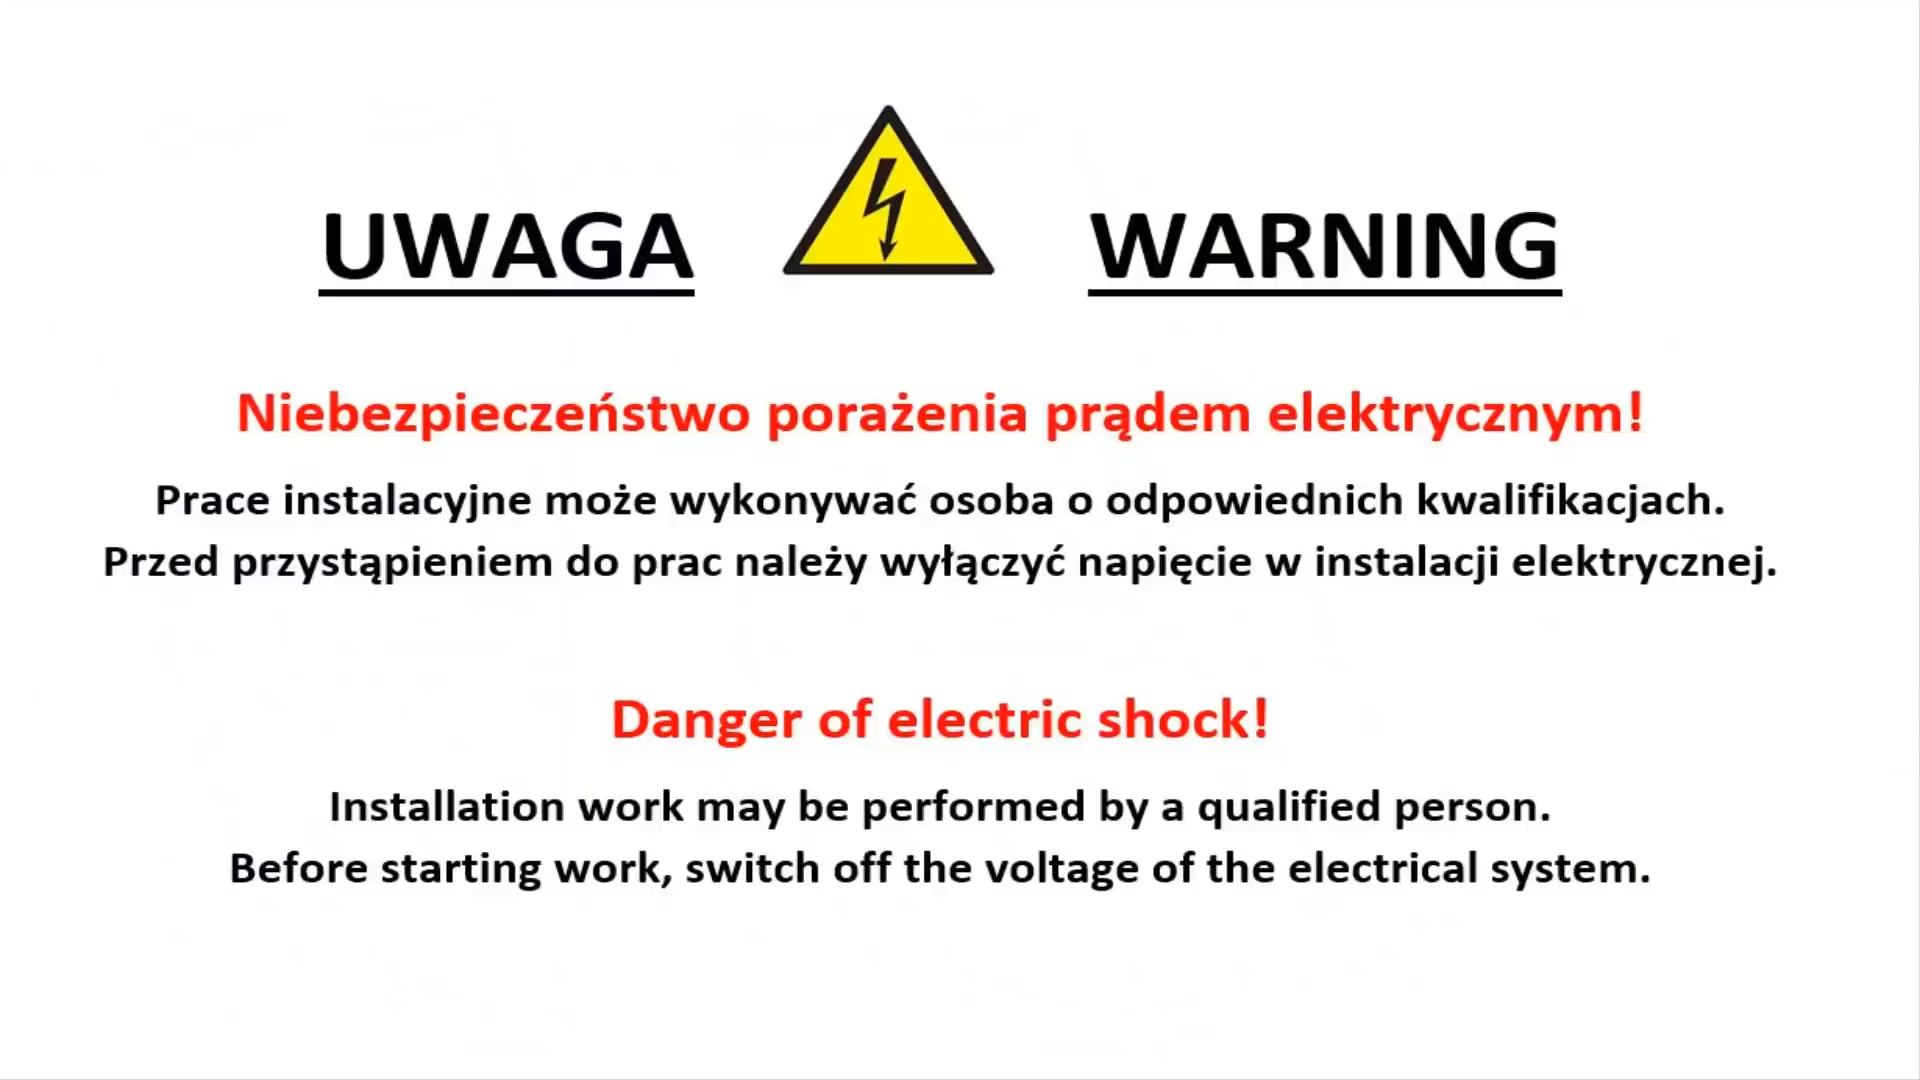 UWAGA WARNING
Niebezpieczeństwo porażenia prądem elektrycznym!
Prace instalacyjne może wykonywać osoba o odpowiednich kwalifikacjach.
Przed przystąpieniem do prac należy wyłączyć napięcie w instalacji elektrycznej.
Danger of electric shock!
Installation work may be performed by a qualified person.
Before starting work, switch off the voltage of the electrical system.